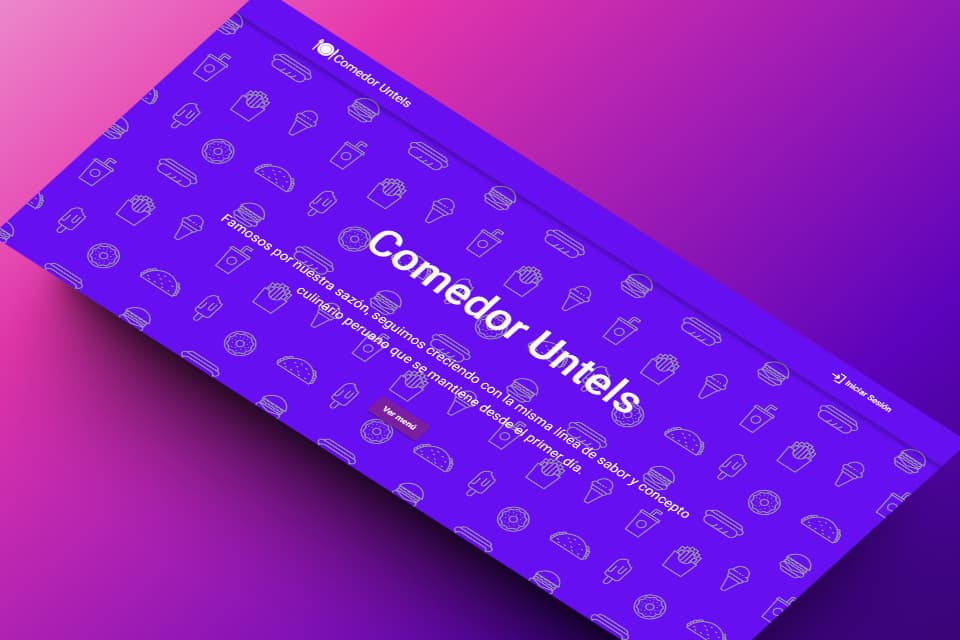 Comedor Untels
Iniciar Sesión
Comedor Untels
Famosos por nuestra sazón, seguimos creciendo con la misma línea de sabor y concepto
culinario peruano que se mantiene desde el primer día.
Ver menú